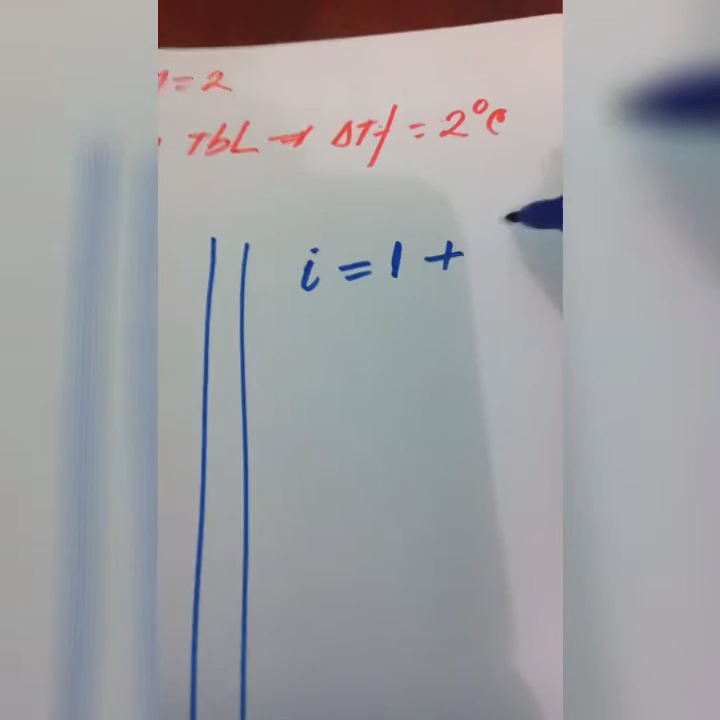 = 2
TbL → ΔTf = 2°C
i = 1 +